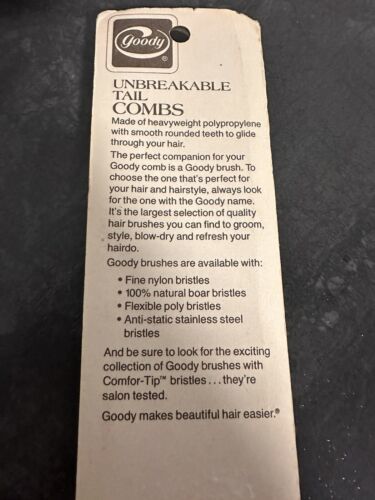 Goody
®
UNBREAKABLE
TAIL
COMBS
Made of heavyweight polypropylene
with smooth rounded teeth to glide
through your hair.
The perfect companion for your
Goody comb is a Goody brush. To
choose the one that's perfect for
your hair and hairstyle, always look
for the one with the Goody name.
It's the largest selection of quality
hair brushes you can find to groom,
style, blow-dry and refresh your
hairdo.
Goody brushes are available with:
• Fine nylon bristles
• 100% natural boar bristles
• Flexible poly bristles
• Anti-static stainless steel
bristles
And be sure to look for the exciting
collection of Goody brushes with
Comfor-Tip™ bristles...they're
salon tested.
Goody makes beautiful hair easier.®